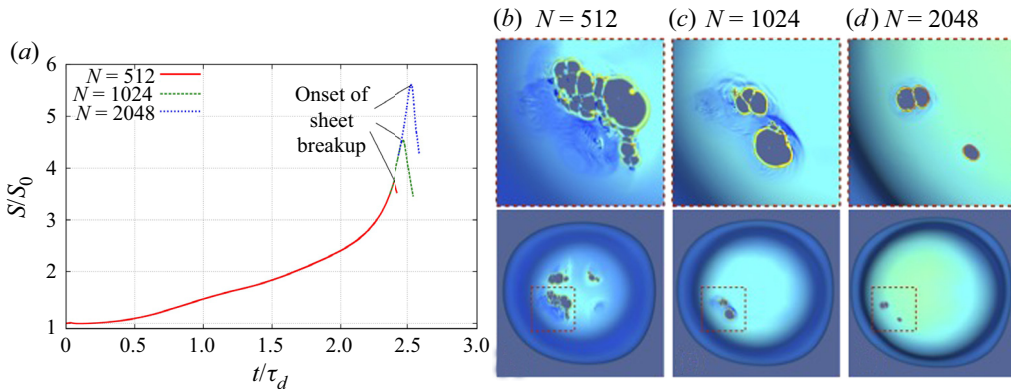 (b) N = 512
(c) N = 1024
(d) N = 2048
(a)
6
5
4
3
2
1
S/S₀
N = 512
N = 1024
N = 2048
Onset of
sheet
breakup
0 0.5 1.0 1.5 2.0 2.5 3.0
t/τ_d